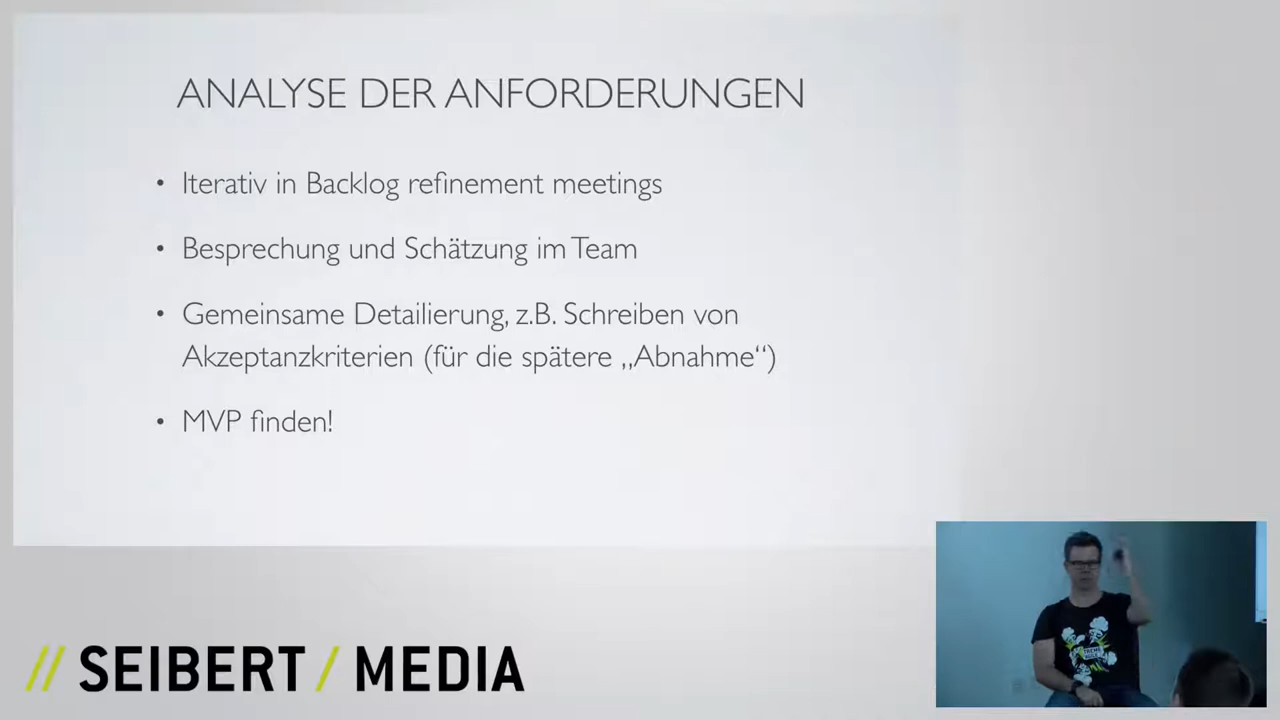 ANALYSE DER ANFORDERUNGEN
• Iterativ in Backlog refinement meetings
• Besprechung und Schätzung im Team
• Gemeinsame Detailierung, z.B. Schreiben von
Akzeptanzkriterien (für die spätere „Abnahme“)
• MVP finden!
// SEIBERT / MEDIA